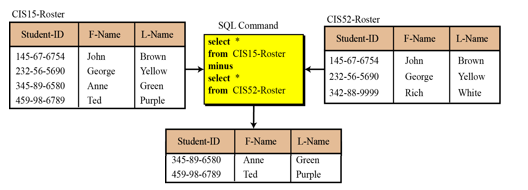 CIS15-Roster
Student-ID F-Name L-Name
145-67-6754 John Brown
232-56-5690 George Yellow
345-89-6580 Anne Green
459-98-6789 Ted Purple
SQL Command
select *
from CIS15-Roster
minus
select *
from CIS52-Roster
CIS52-Roster
Student-ID F-Name L-Name
145-67-6754 John Brown
232-56-5690 George Yellow
342-88-9999 Rich White
Student-ID F-Name L-Name
345-89-6580 Anne Green
459-98-6789 Ted Purple